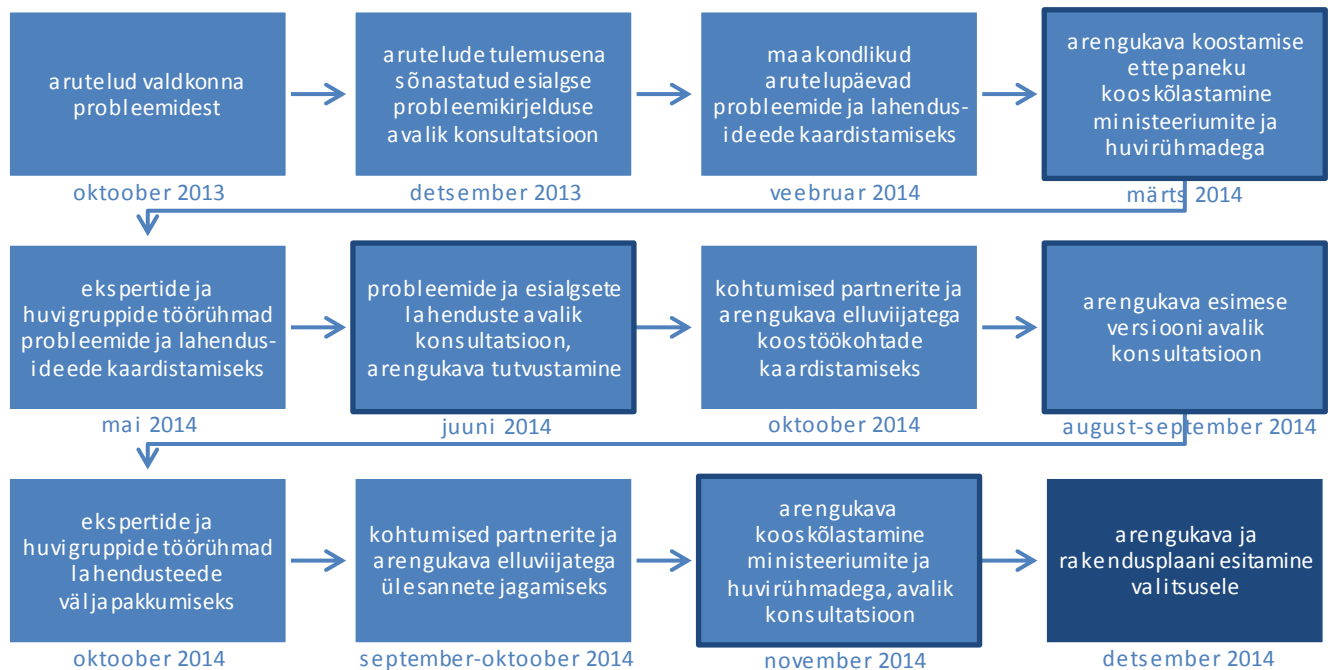 arutelud valdkonna
probleemidest
oktoober 2013
arutelude tulemusena
sõnastatud esialgse
probleemikirjelduse
avalik konsultatsioon
detsember 2013
maakondlikud
arutelupäevad
probleemide ja lahendus-
ideede kaardistamiseks
veebruar 2014
arengukava koostamise
ettepaneku
kooskõlastamine
ministeeriumite ja
huvirühmadega
märts 2014
ekspertide ja
huvigruppide töörühmad
probleemide ja lahendus-
ideede kaardistamiseks
mai 2014
probleemide ja esialgsete
lahenduste avalik
konsultatsioon,
arengukava tutvustamine
juuni 2014
kohtumised partnerite ja
arengukava elluviijatega
koostöökohtade
kaardistamiseks
oktoober 2014
arengukava esimese
versiooni avalik
konsultatsioon
august-september 2014
ekspertide ja
huvigruppide töörühmad
lahendusteede
väljapakkumiseks
oktoober 2014
kohtumised partnerite ja
arengukava elluviijatega
ülesannete jagamiseks
september-oktoober 2014
arengukava
kooskõlastamine
ministeeriumite ja
huvirühmadega, avalik
konsultatsioon
november 2014
arengukava ja
rakendusplaani esitamine
valitsusele
detsember 2014